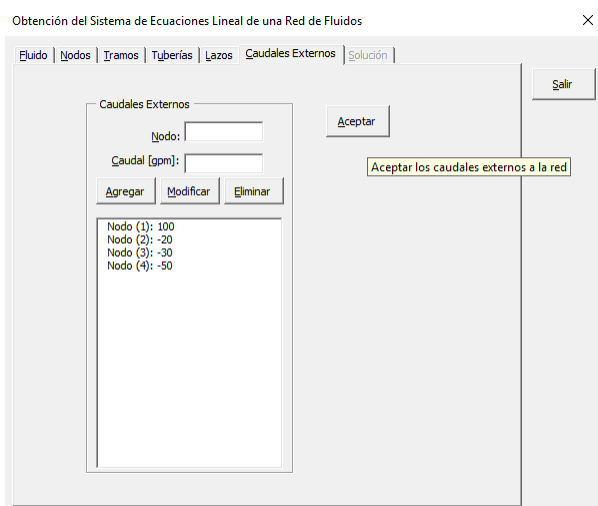 Obtención del Sistema de Ecuaciones Lineal de una Red de Fluidos
Fluido Nodos Tramos Tuberías Lazos Caudales Externos Solución
Salir
Caudales Externos
Nodo:
Caudal [gpm]:
Agregar Modificar Eliminar
Aceptar
Aceptar los caudales externos a la red
Nodo (1): 100
Nodo (2): -20
Nodo (3): -30
Nodo (4): -50